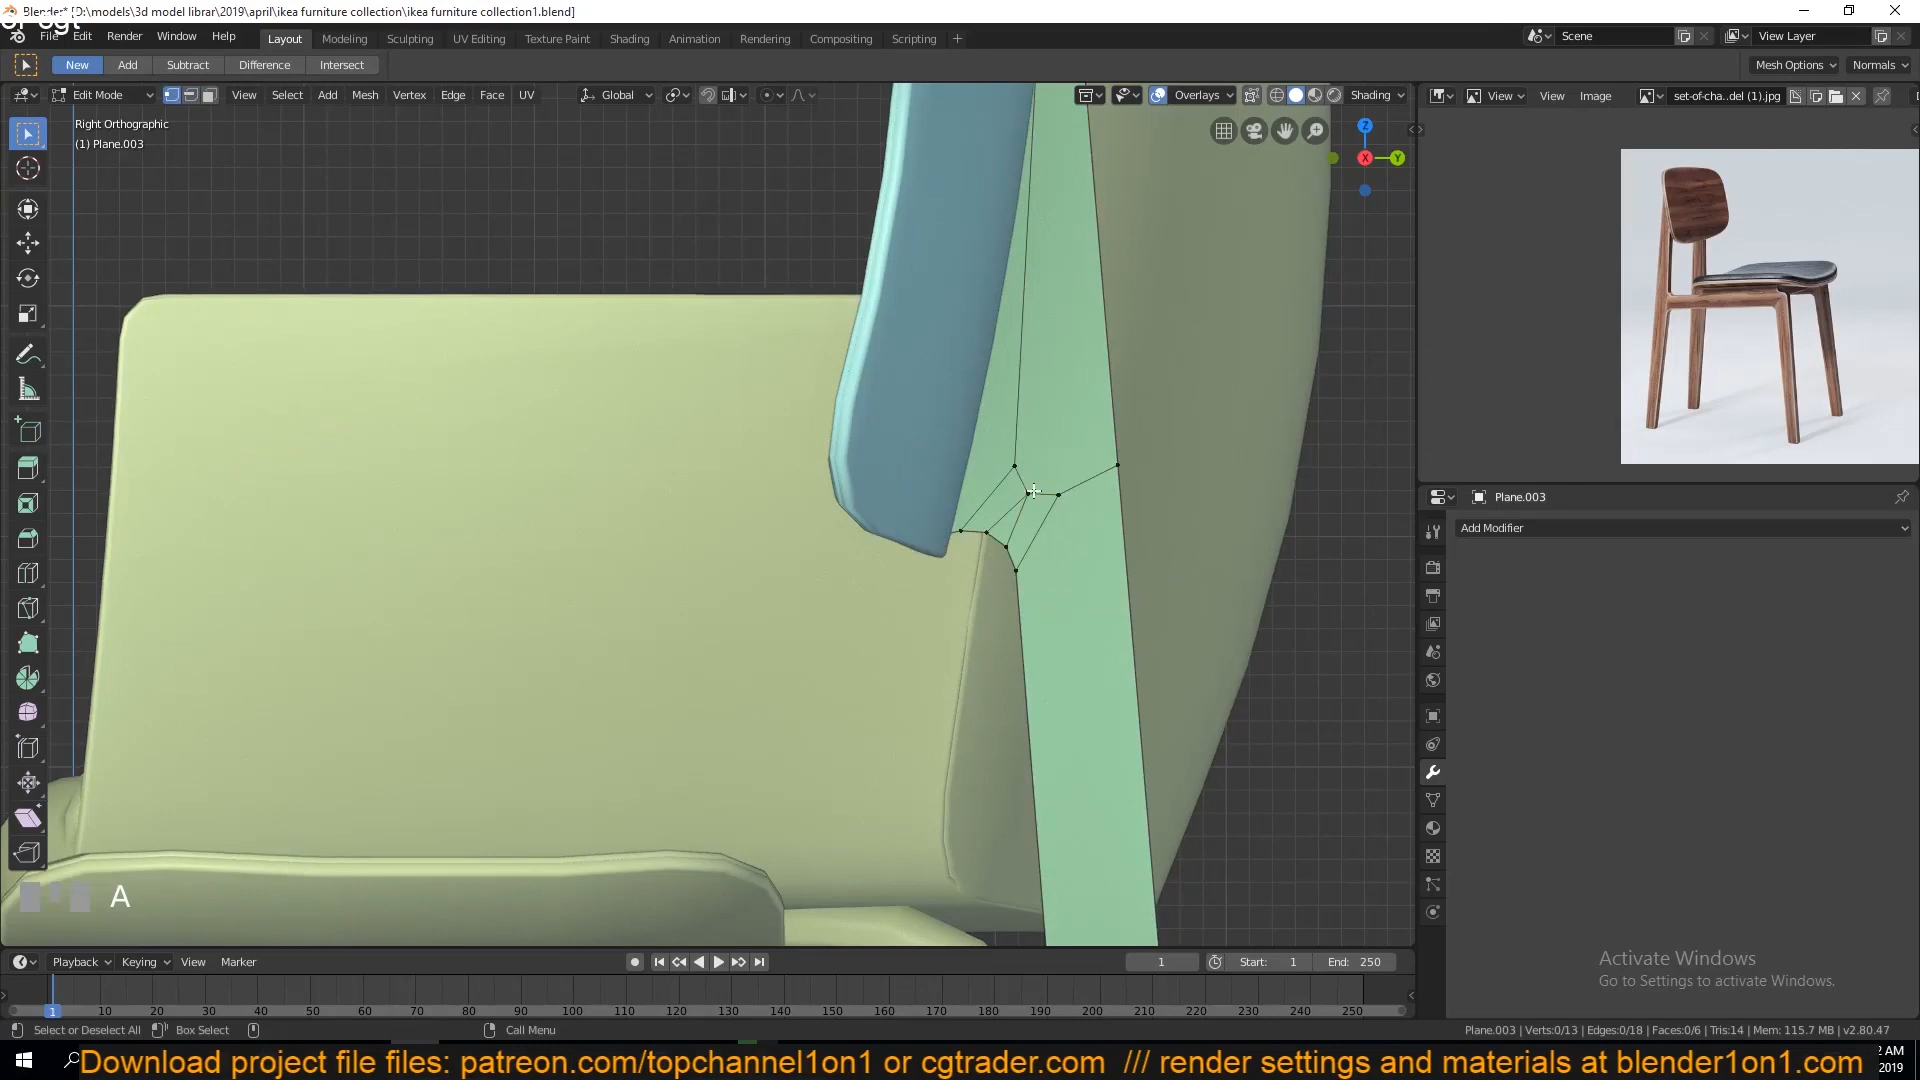 Blender* [D:\models\3d model librar\2019\april\ikea furniture collection\ikea furniture collection1.blend]
File Edit Render Window Help Layout Modeling Sculpting UV Editing Texture Paint Shading Animation Rendering Compositing Scripting + Scene View Layer
New Add Subtract Difference Intersect Mesh Options Normals
Edit Mode View Select Add Mesh Vertex Edge Face UV Global Overlays Shading View View Image set-of-cha..del (1).jpg
Right Orthographic
(1) Plane.003
Z
X
Y
Plane.003
Add Modifier
A
Activate Windows
Go to Settings to activate Windows.
Playback Keying View Marker 1 Start: 1 End: 250
1 10 20 30 40 50 60 70 80 90 100 110 120 130 140 150 160 170 180 190 200 210 220 230 240 250
Select or Deselect All Box Select Call Menu Plane.003 | Verts:0/13 | Edges:0/18 | Faces:0/6 | Tris:14 | Mem: 115.7 MB | v2.80.47
Download project file files: patreon.com/topchannel1on1 or cgtrader.com /// render settings and materials at blender1on1.com
2 AM
2019